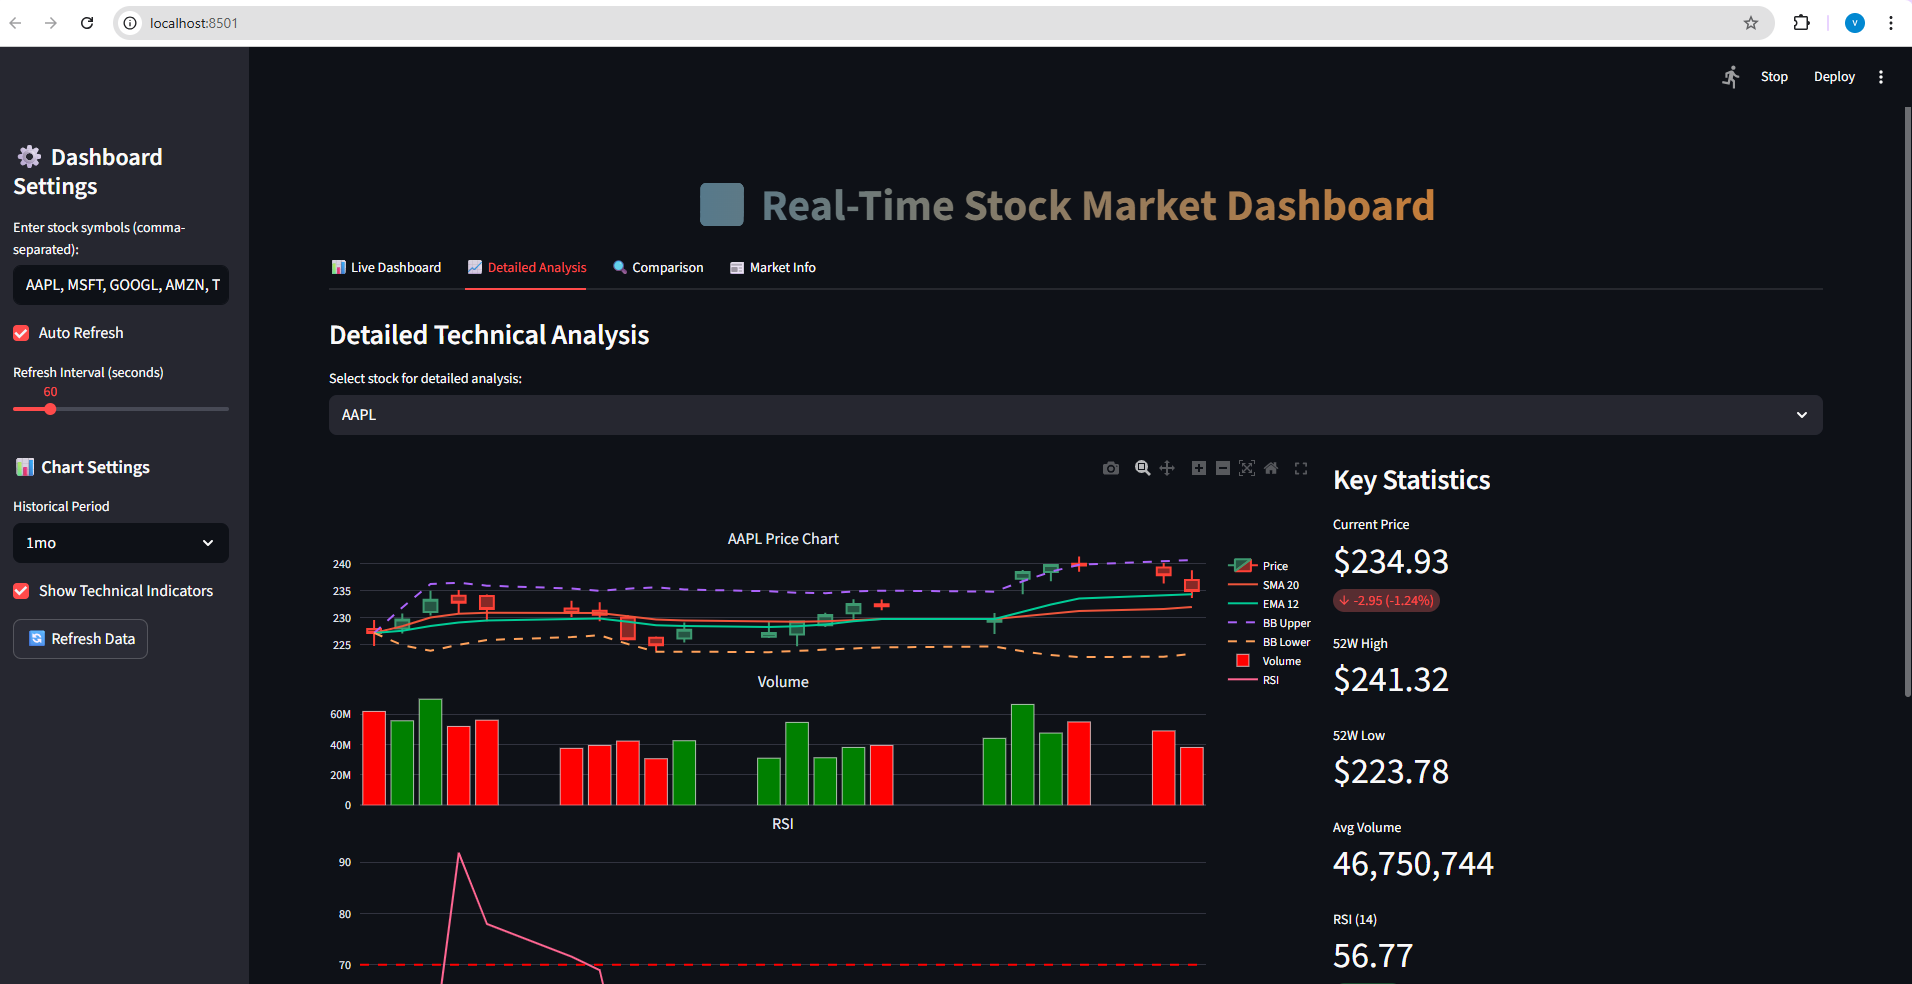 localhost:8501
V
Stop
Deploy
Dashboard
Settings
Enter stock symbols (comma-
separated):
AAPL, MSFT, GOOGL, AMZN, T
Auto Refresh
Refresh Interval (seconds)
60
Chart Settings
Historical Period
1mo
Show Technical Indicators
Refresh Data
Real-Time Stock Market Dashboard
Live Dashboard
Detailed Analysis
Comparison
Market Info
Detailed Technical Analysis
Select stock for detailed analysis:
AAPL
AAPL Price Chart
240
235
230
225
Price
SMA 20
EMA 12
BB Upper
BB Lower
Volume
RSI
Volume
60M
40M
20M
0
RSI
90
80
70
Key Statistics
Current Price
$234.93
↓ -2.95 (-1.24%)
52W High
$241.32
52W Low
$223.78
Avg Volume
46,750,744
RSI (14)
56.77